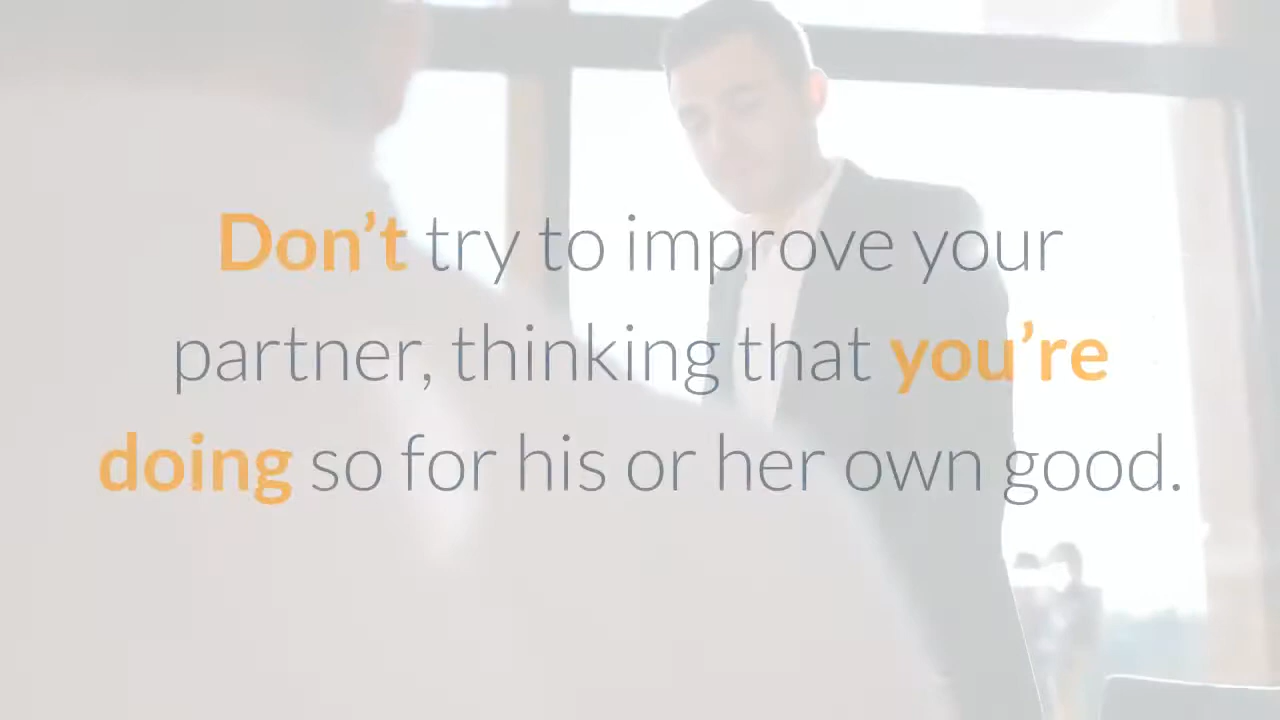 Don’t try to improve your
partner, thinking that you’re
doing so for his or her own good.